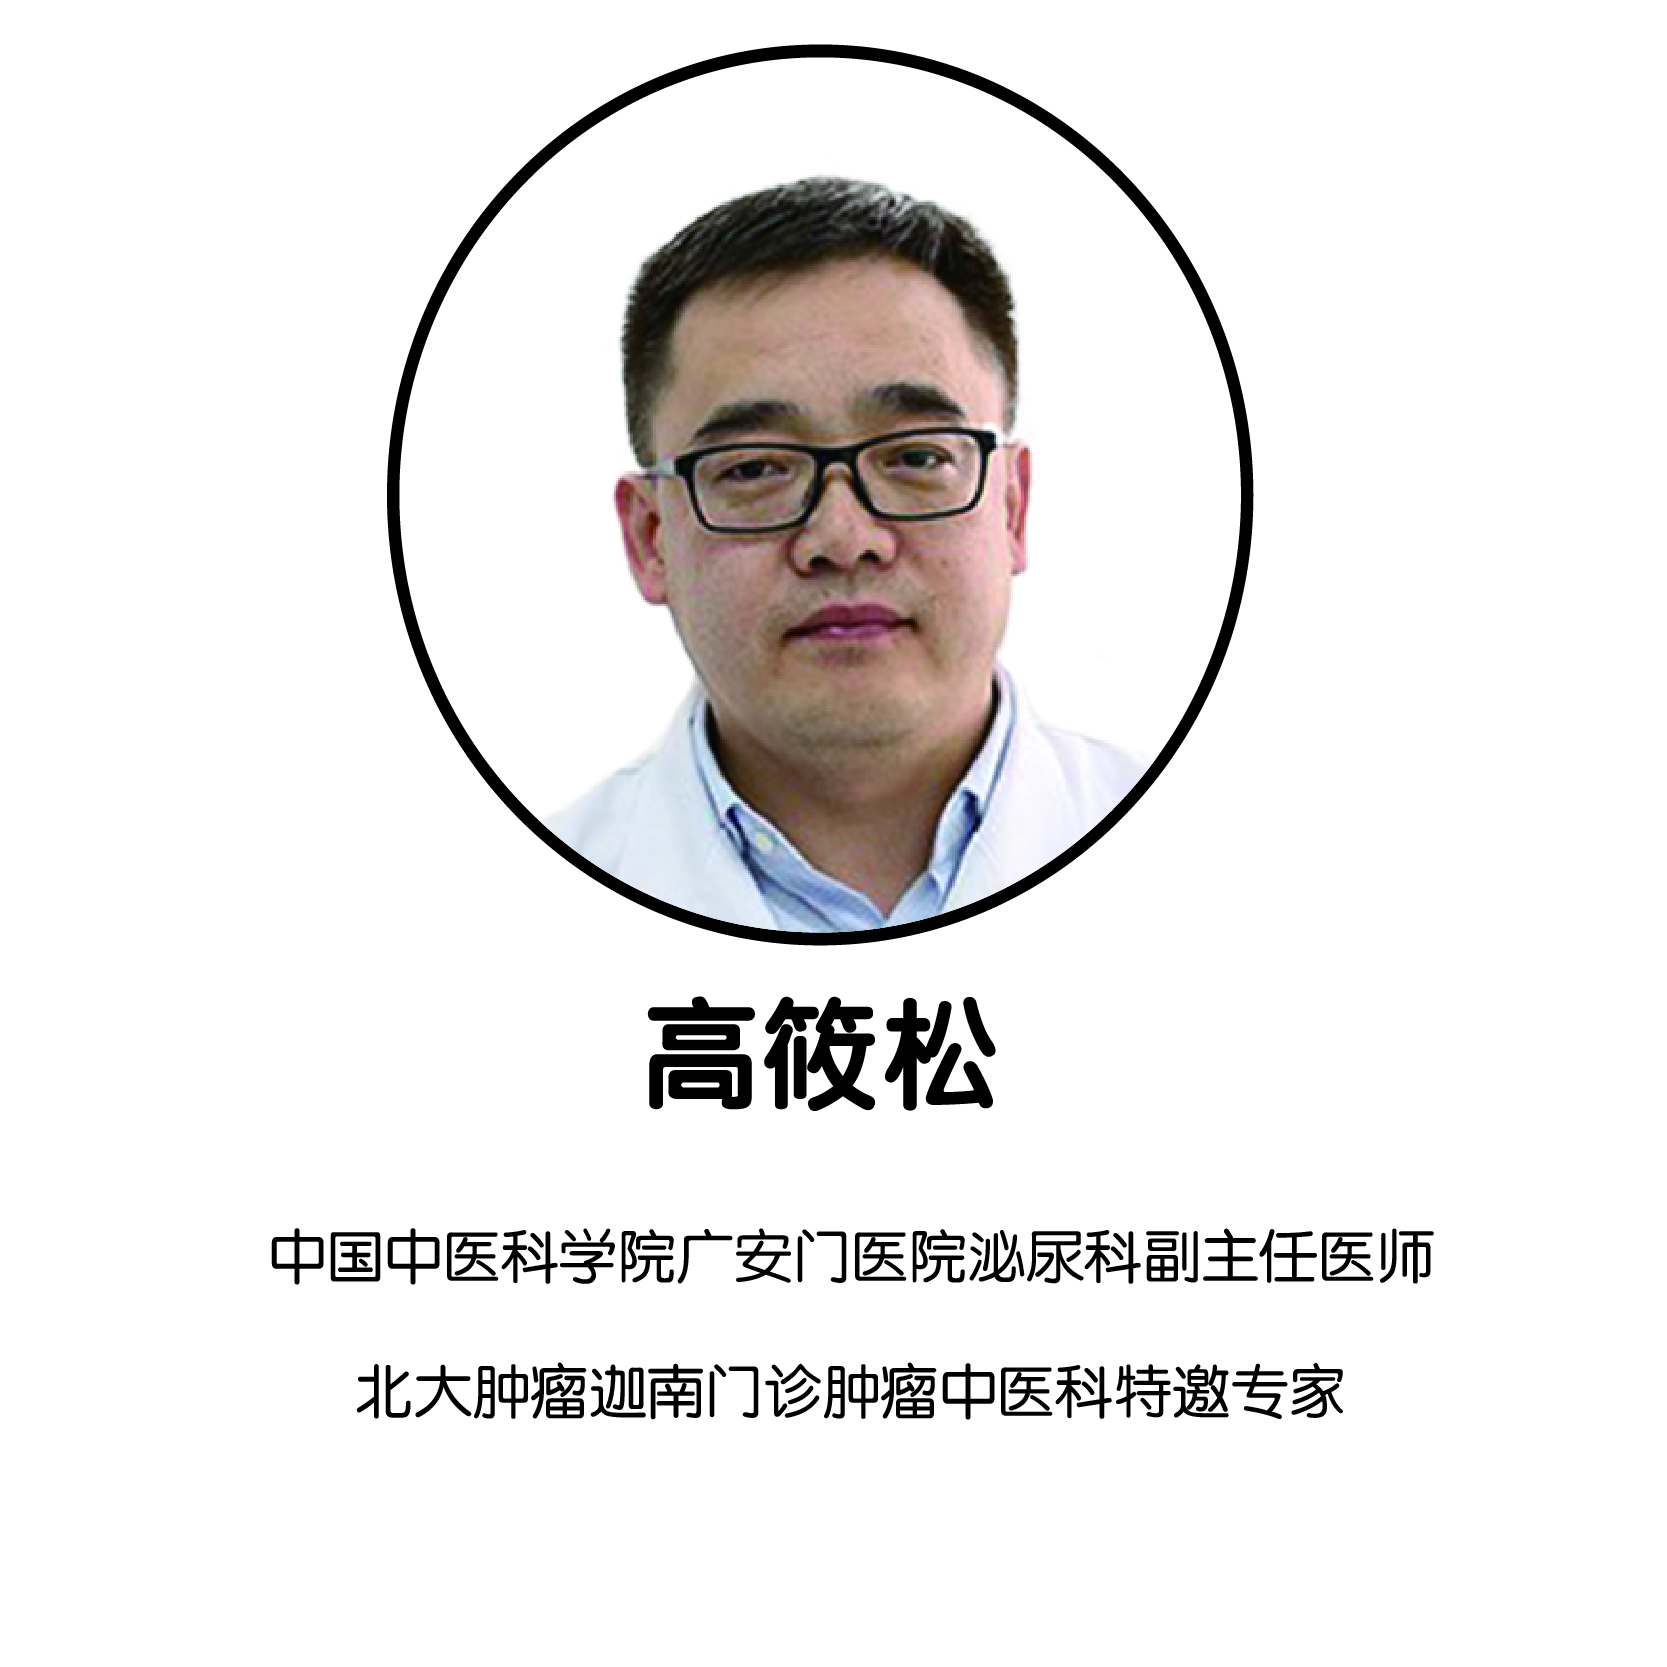 高筱松
中国中医科学院广安门医院泌尿科副主任医师
北大肿瘤迦南门诊肿瘤中医科特邀专家